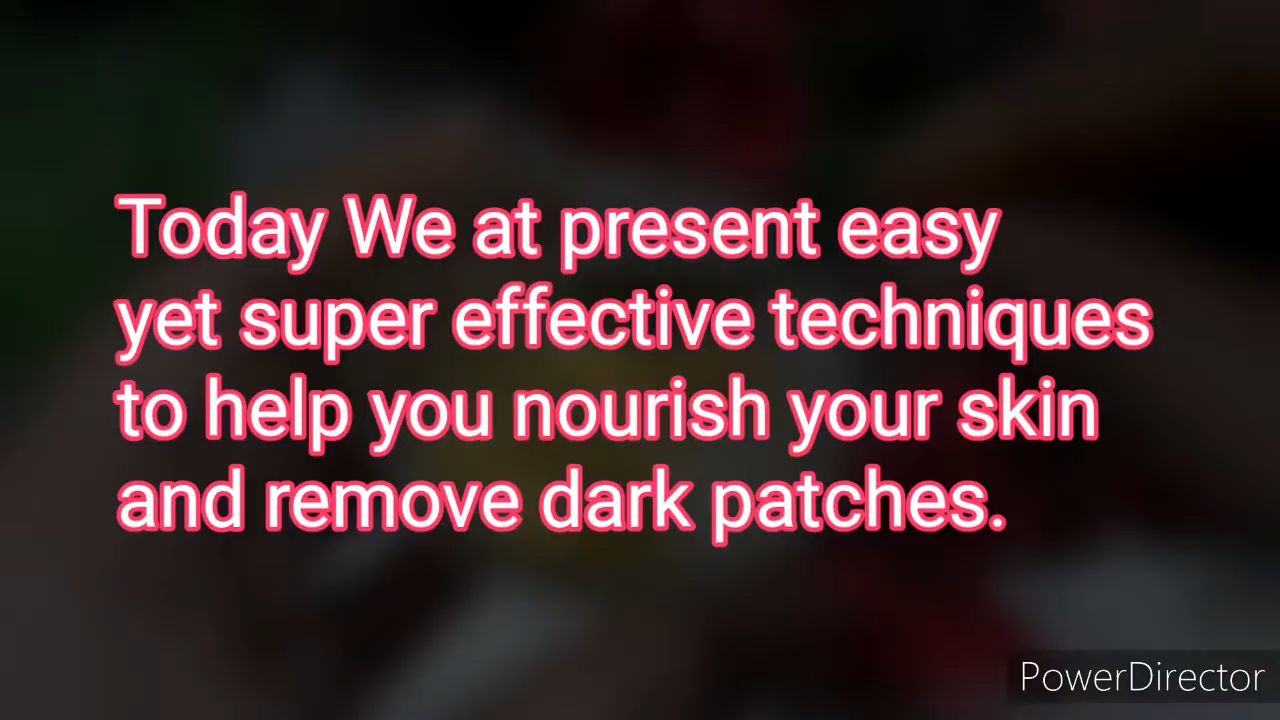 Today We at present easy
yet super effective techniques
to help you nourish your skin
and remove dark patches.
PowerDirector